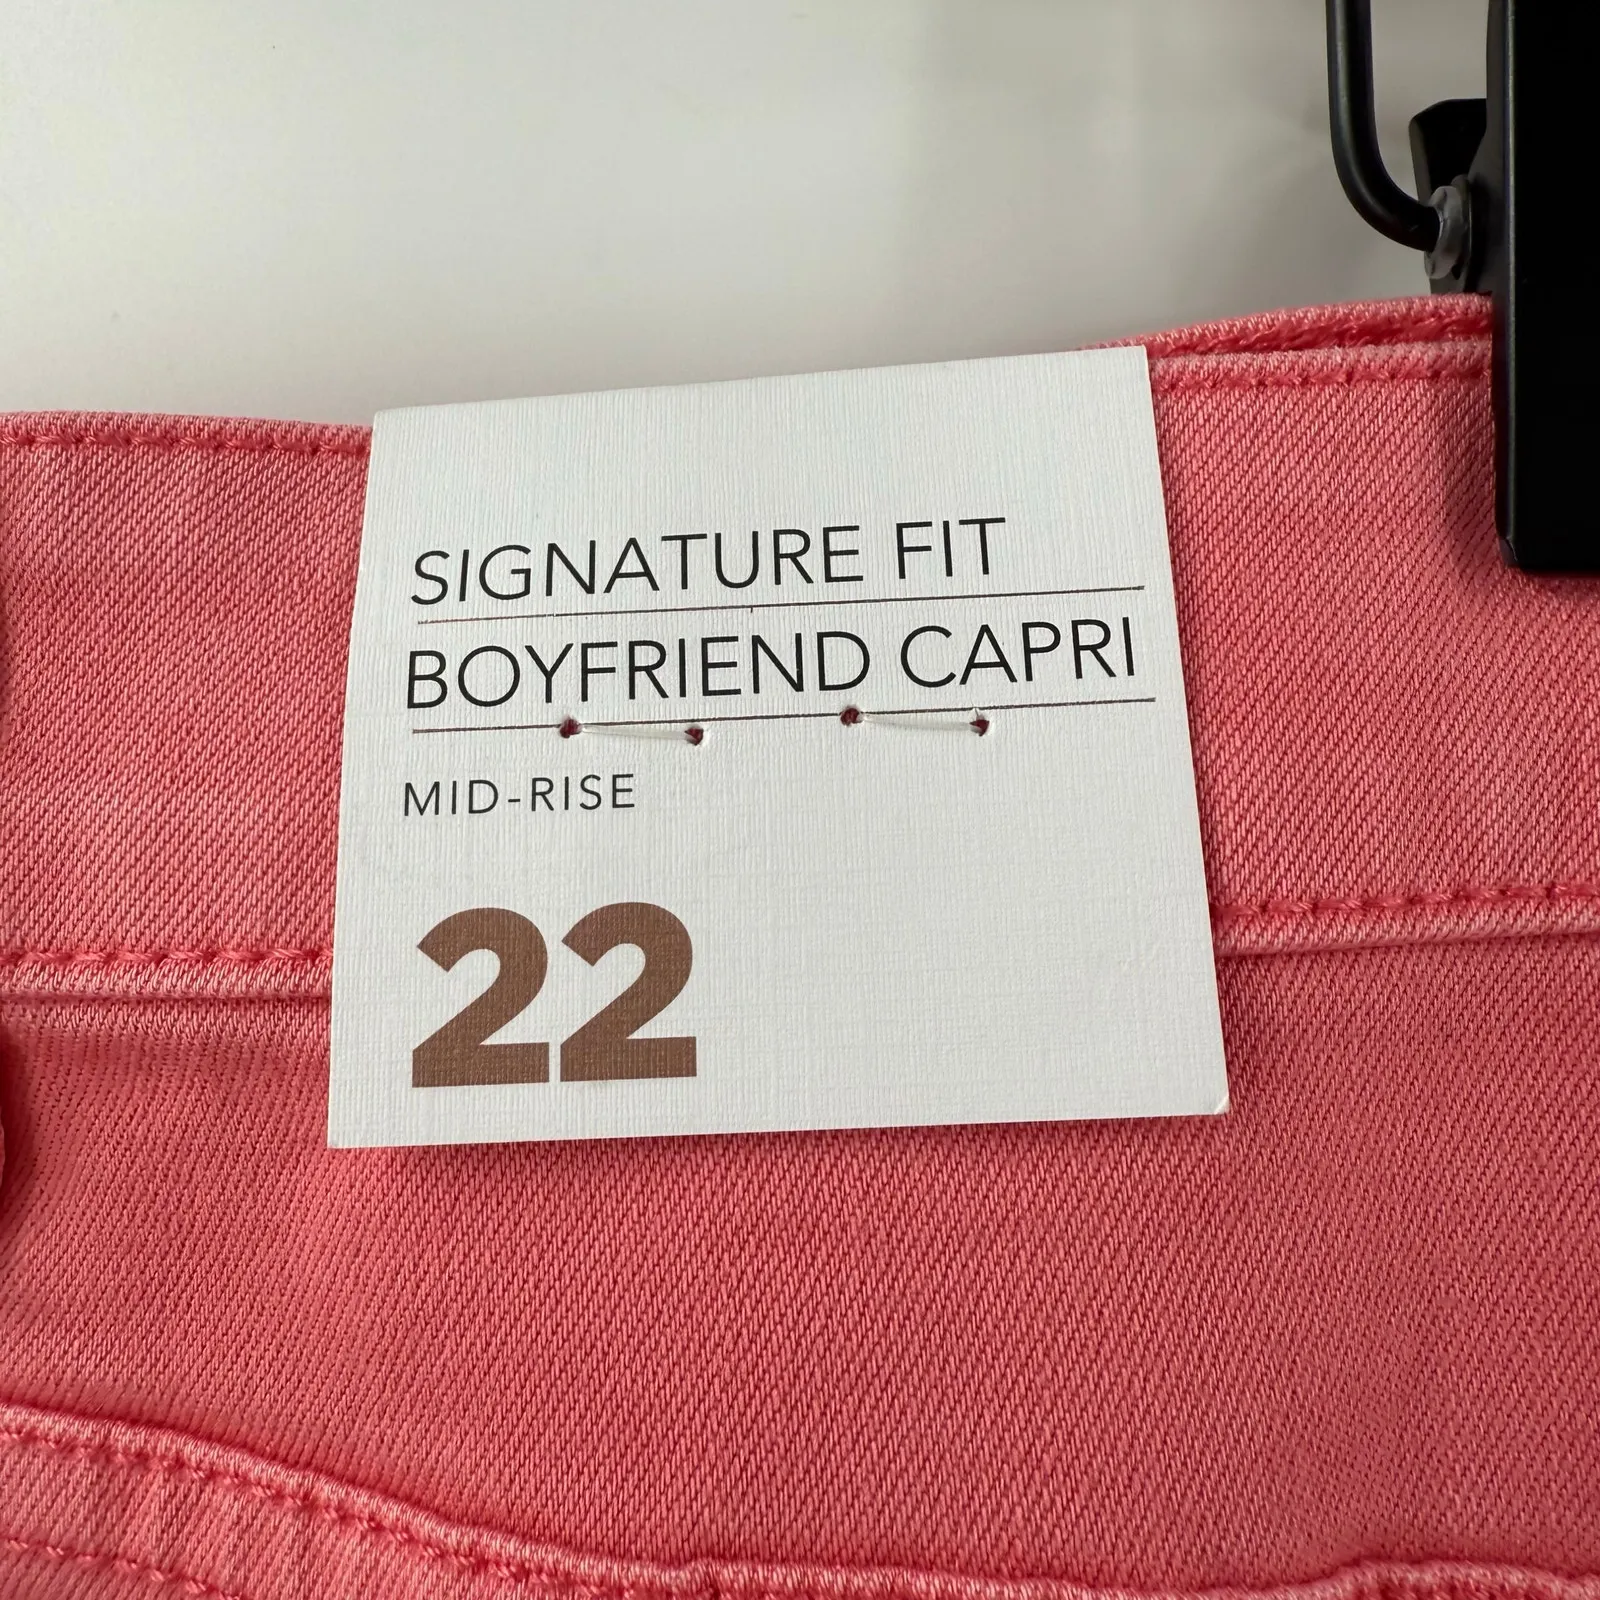 SIGNATURE FIT
BOYFRIEND CAPRI
MID-RISE
22